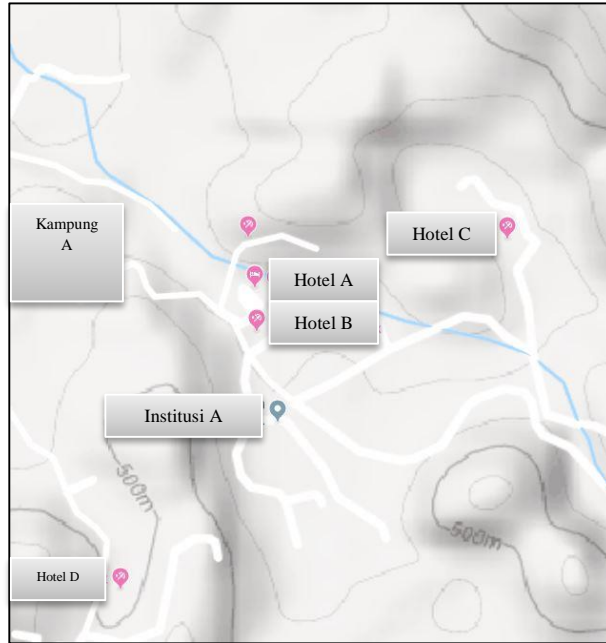 Kampung
A
Hotel C
Hotel A
Hotel B
Institusi A
500m
500m
Hotel D